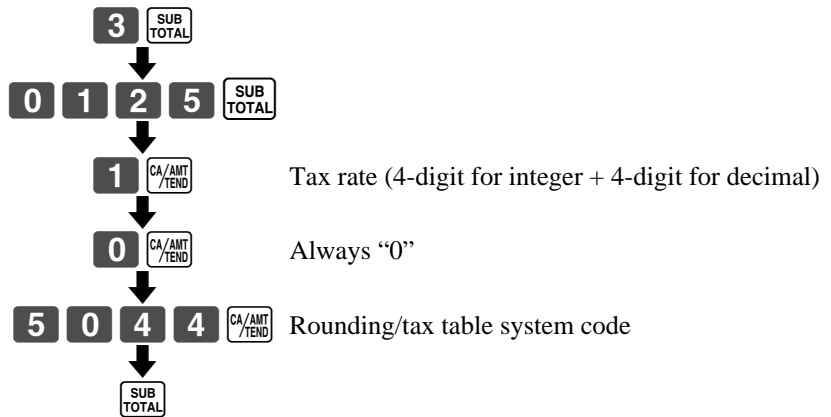 3 SUB TOTAL
0 1 2 5 SUB TOTAL
1 CA/AMT /TEND Tax rate (4-digit for integer + 4-digit for decimal)
0 CA/AMT /TEND Always “0”
5 0 4 4 CA/AMT /TEND Rounding/tax table system code
SUB TOTAL